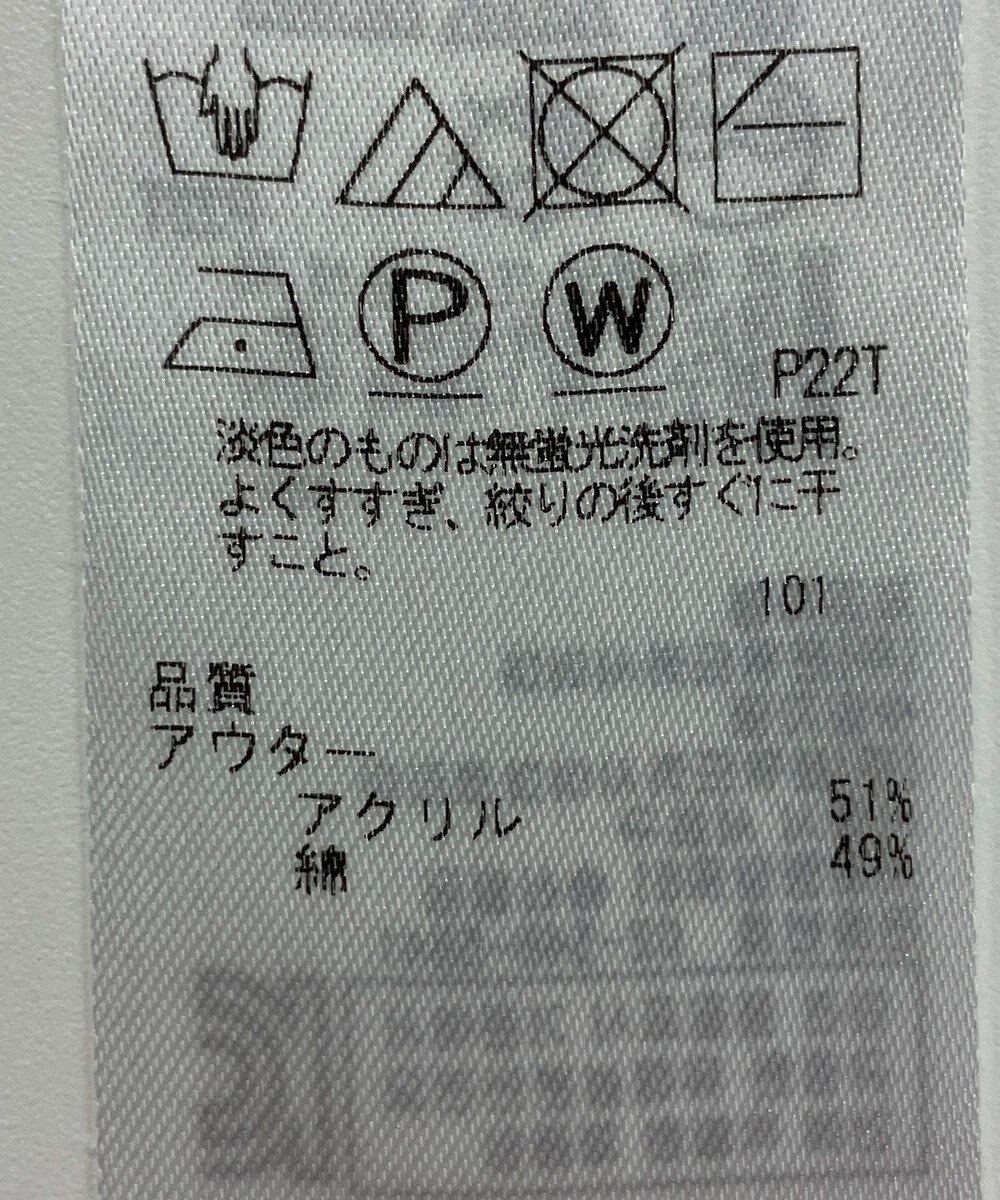 P
W
P22T
淡色のものは無蛍光洗剤を使用。
よくすすぎ、絞りの後すぐに干
すこと。
101
品質
アウター
アクリル 51%
綿 49%